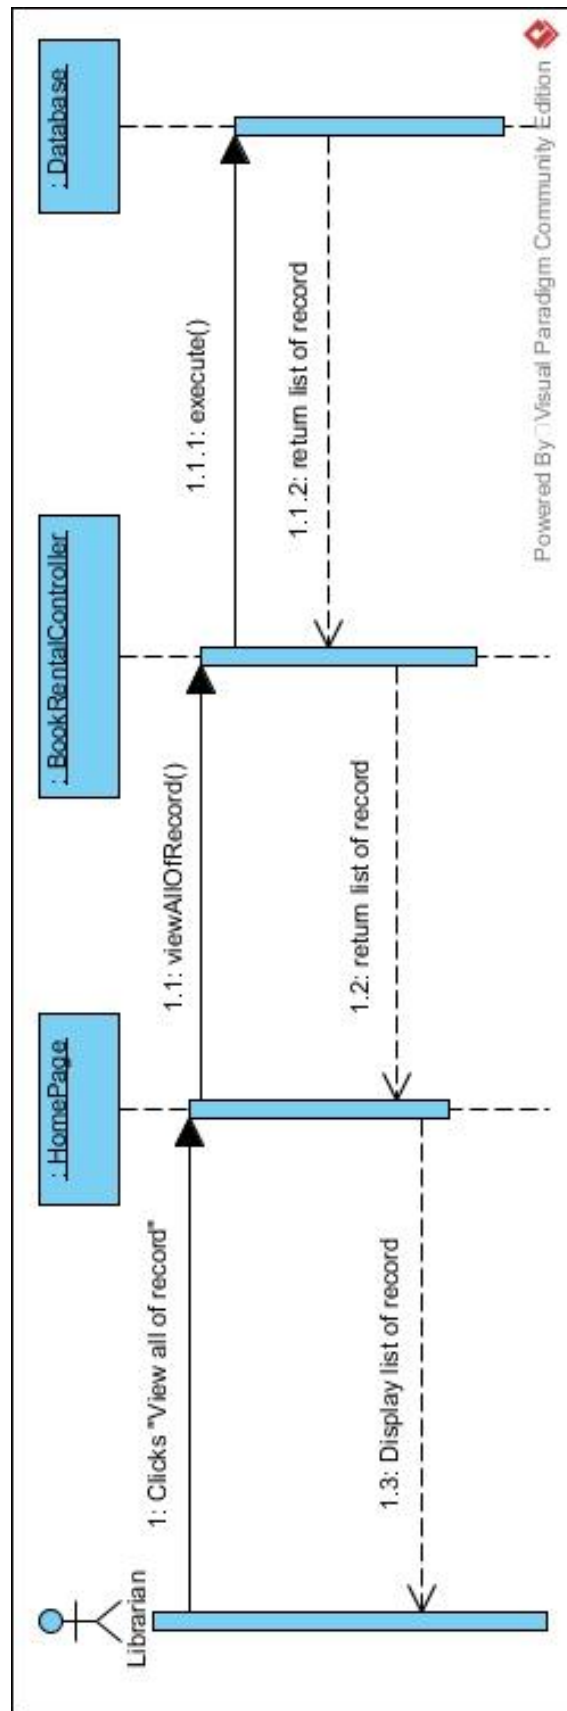 Librarian
: HomePage
: BookRentalController
: Database
1: Clicks "View all of record"
1.1: viewAllOfRecord()
1.1.1: execute()
1.1.2: return list of record
1.2: return list of record
1.3: Display list of record
Powered By Visual Paradigm Community Edition